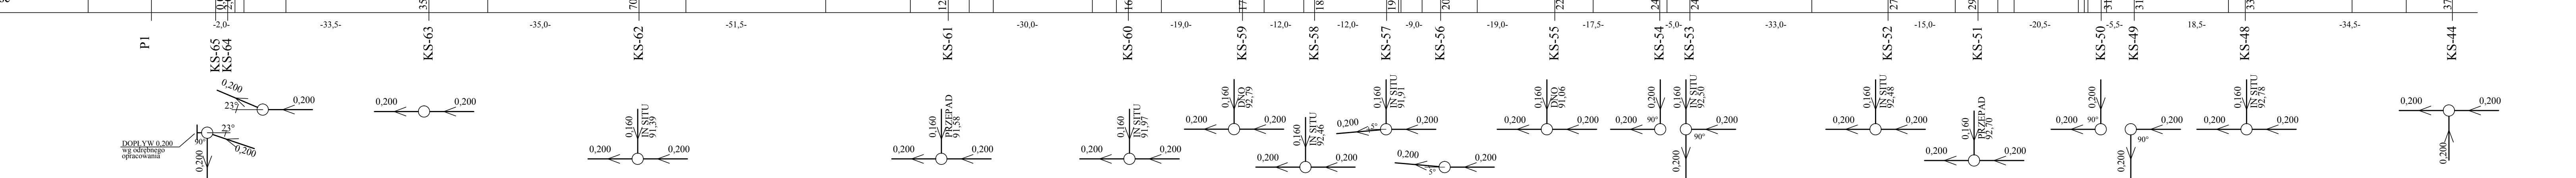 -2,0-
-33,5-
-35,0-
-51,5-
-30,0-
-19,0-
-12,0-
-12,0-
-9,0-
-19,0-
-17,5-
-5,0-
-33,0-
-15,0-
-20,5-
-5,5-
18,5-
-34,5-
P1
KS-65
KS-64
KS-63
KS-62
KS-61
KS-60
KS-59
KS-58
KS-57
KS-56
KS-55
KS-54
KS-53
KS-52
KS-51
KS-50
KS-49
KS-48
KS-44
0,200
23°
0,200
DOPŁYW 0,200
wg odrębnego
opracowania
90°
23°
0,200
0,200
0,200
0,200
0,160
IN SITU
91,39
0,200
0,200
0,160
PRZEPAD
91,58
0,200
0,200
0,160
IN SITU
91,97
0,200
0,200
0,160
DNO
92,79
0,200
0,200
0,160
IN SITU
92,46
0,200
0,200
0,160
IN SITU
91,91
0,200
5°
0,200
0,200
5°
0,200
0,160
DNO
91,06
0,200
0,200
0,200
0,200
90°
0,160
IN SITU
92,50
0,200
90°
0,200
0,160
IN SITU
92,48
0,200
0,200
0,160
PRZEPAD
92,70
0,200
0,200
0,200
0,200
90°
0,200
90°
0,200
0,160
IN SITU
92,78
0,200
0,200
0,200
0,200
0,200